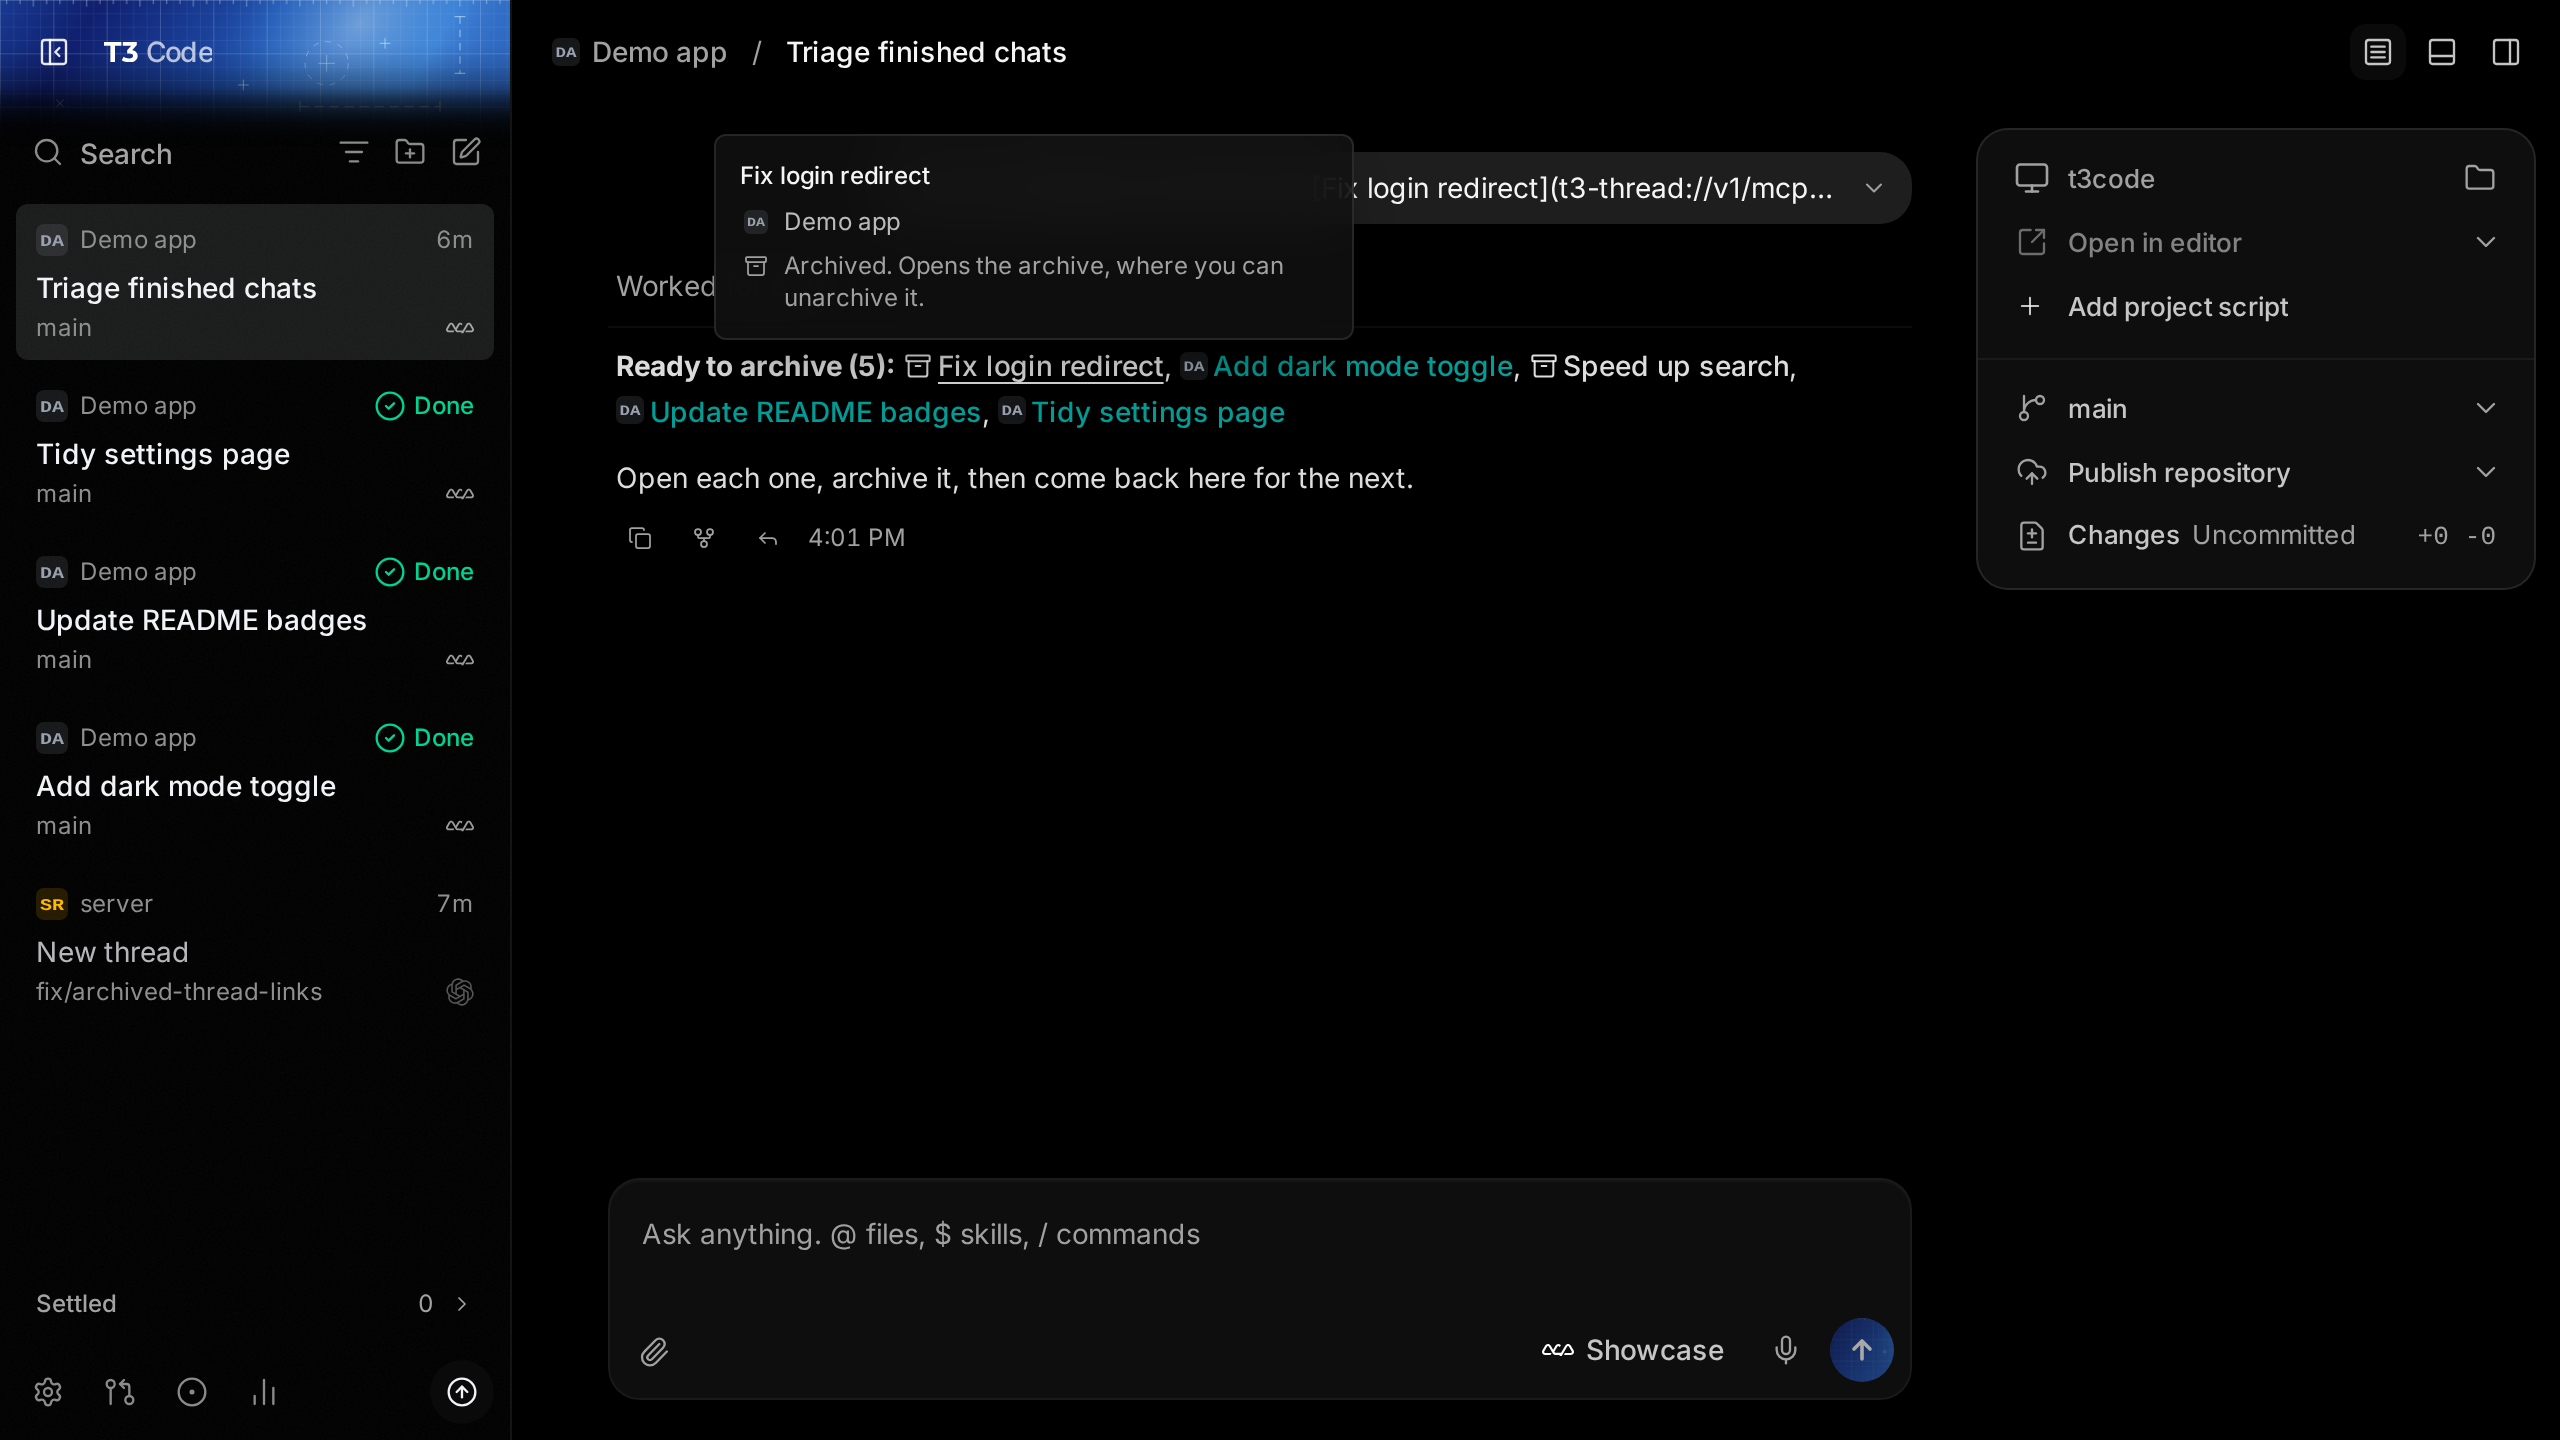 T3 Code
Search
DA Demo app 6m
Triage finished chats
main
DA Demo app Done
Tidy settings page
main
DA Demo app Done
Update README badges
main
DA Demo app Done
Add dark mode toggle
main
SR server 7m
New thread
fix/archived-thread-links
Settled 0
DA Demo app / Triage finished chats
Fix login redirect
DA Demo app
Archived. Opens the archive, where you can
unarchive it.
[Fix login redirect](t3-thread://v1/mcp...
Worked
Ready to archive (5): Fix login redirect, DA Add dark mode toggle, Speed up search,
DA Update README badges, DA Tidy settings page
Open each one, archive it, then come back here for the next.
4:01 PM
Ask anything. @ files, $ skills, / commands
Showcase
t3code
Open in editor
Add project script
main
Publish repository
Changes Uncommitted +0 -0